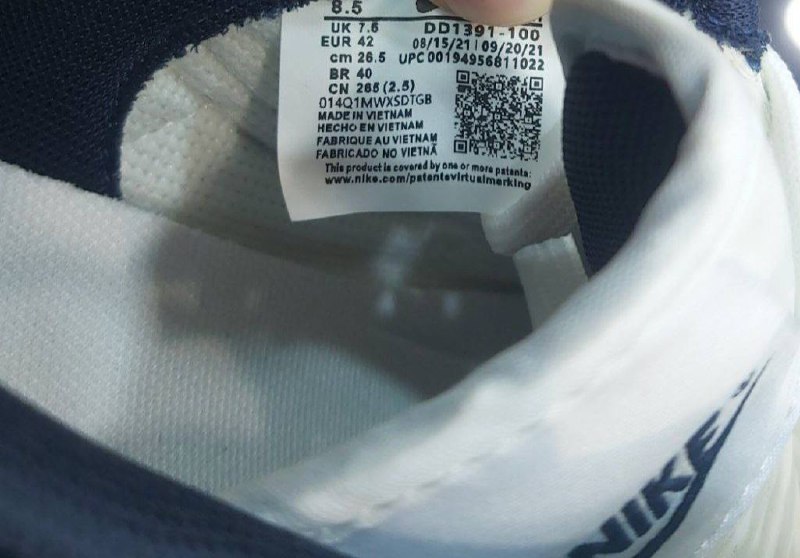 8.5
UK 7.5 DD1391-100
EUR 42 08/15/21 | 09/20/21
cm 26.5 UPC 00194956811022
BR 40
CN 265 (2.5)
014Q1MWXSDTGB
MADE IN VIETNAM
HECHO EN VIETNAM
FABRIQUE AU VIETNAM
FABRICADO NO VIETNÃ
This product is covered by one or more patents:
www.nike.com/patentsvirtualmarking
NIKE